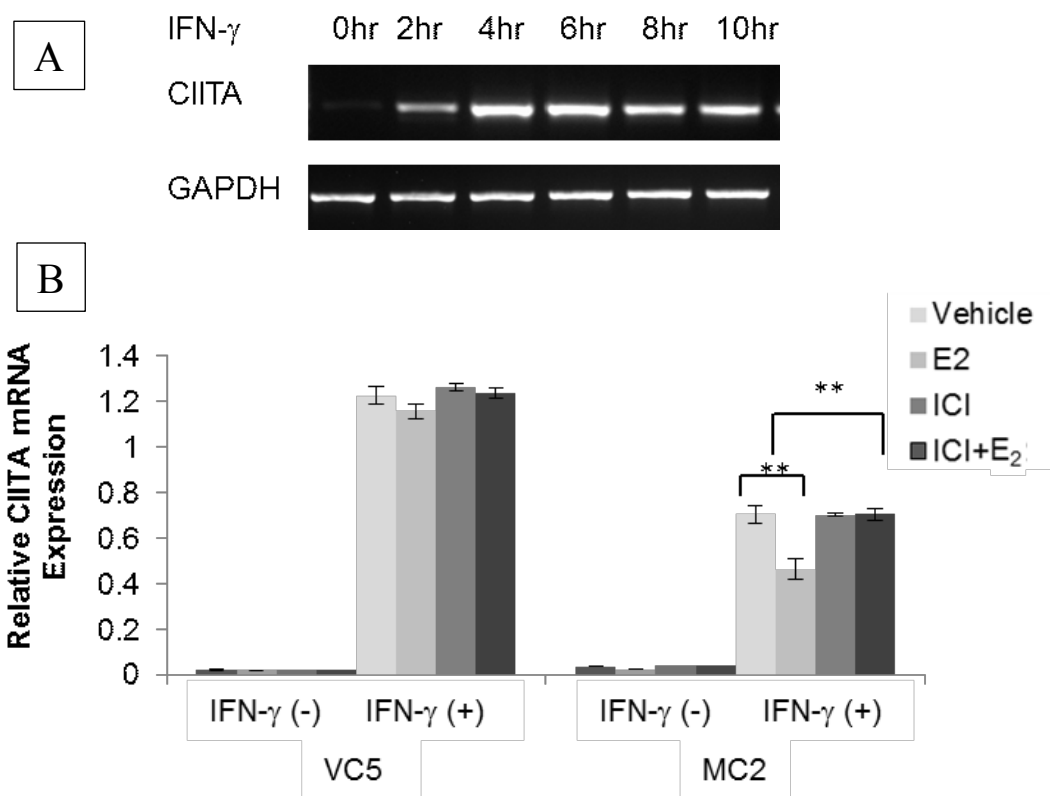 A
IFN-γ 0hr 2hr 4hr 6hr 8hr 10hr
CIITA
GAPDH
B
Relative CIITA mRNA
Expression
1.4
1.2
1
0.8
0.6
0.4
0.2
0
**
**
Vehicle
E2
ICI
ICI+E₂
IFN-γ (-) IFN-γ (+) IFN-γ (-) IFN-γ (+)
VC5 MC2